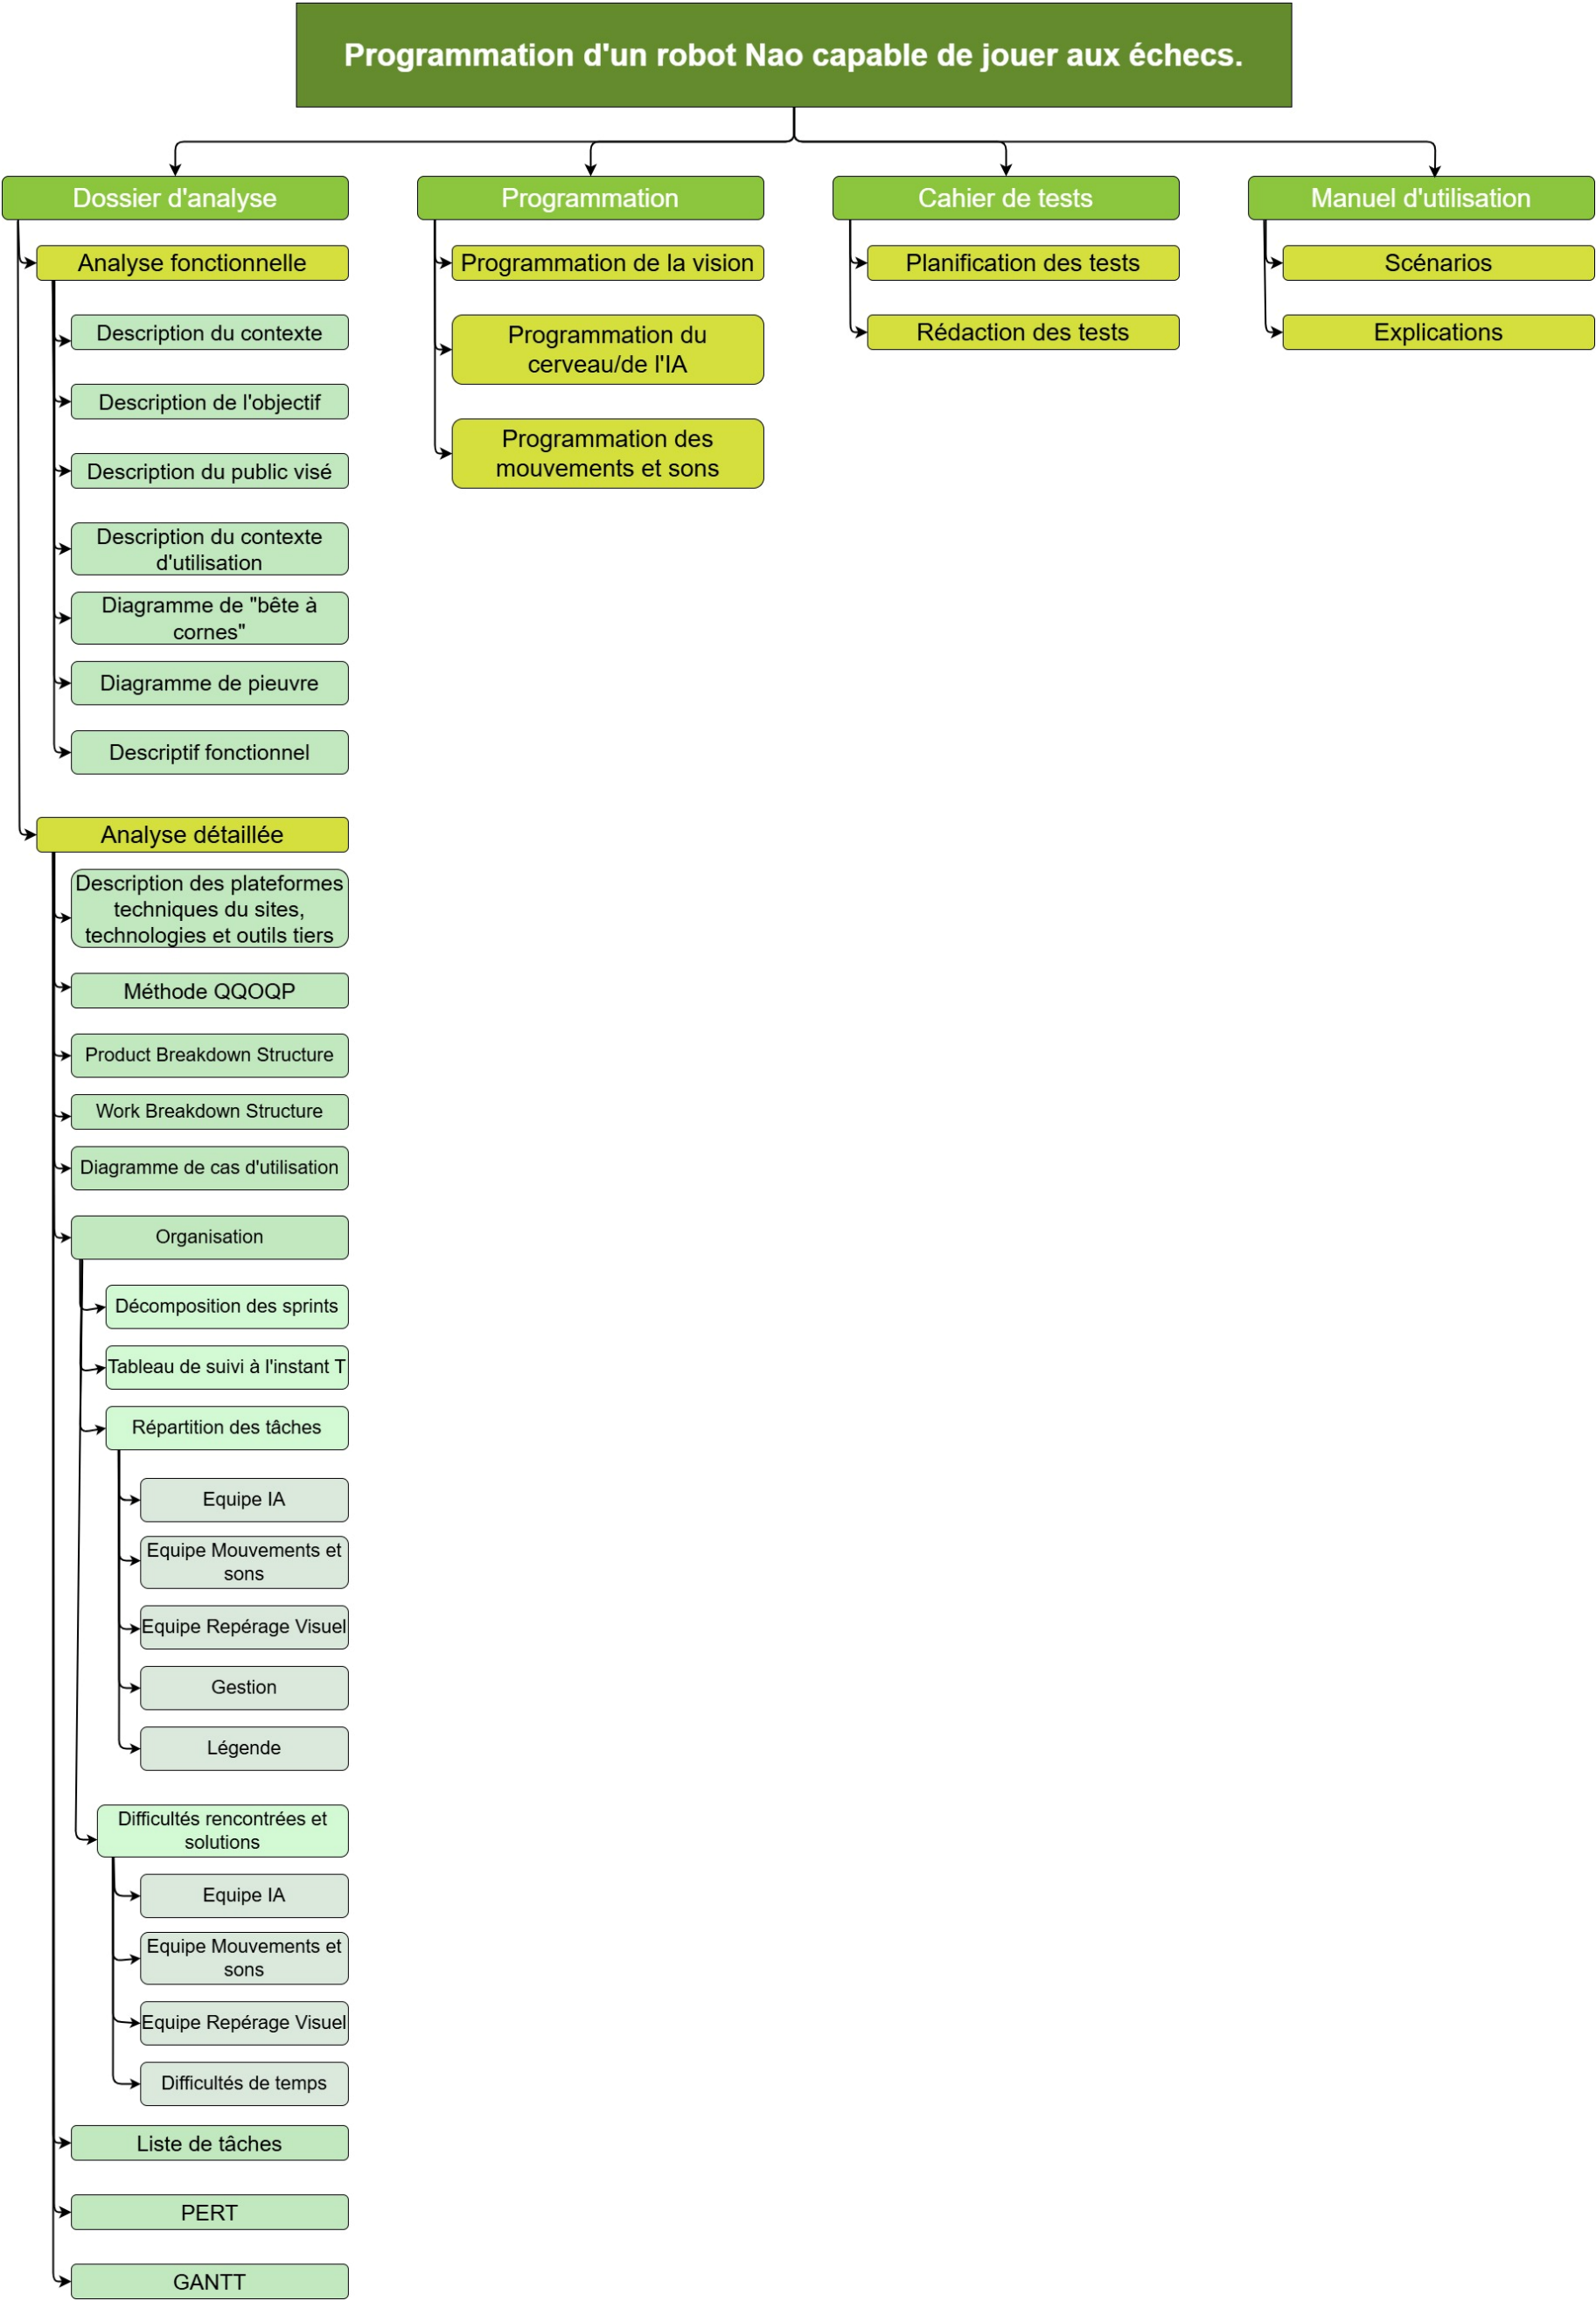 Programmation d'un robot Nao capable de jouer aux échecs.
Dossier d'analyse
Analyse fonctionnelle
Description du contexte
Description de l'objectif
Description du public visé
Description du contexte
d'utilisation
Diagramme de "bête à
cornes"
Diagramme de pieuvre
Descriptif fonctionnel
Analyse détaillée
Description des plateformes
techniques du sites,
technologies et outils tiers
Méthode QQOQP
Product Breakdown Structure
Work Breakdown Structure
Diagramme de cas d'utilisation
Organisation
Décomposition des sprints
Tableau de suivi à l'instant T
Répartition des tâches
Equipe IA
Equipe Mouvements et
sons
Equipe Repérage Visuel
Gestion
Légende
Difficultés rencontrées et
solutions
Equipe IA
Equipe Mouvements et
sons
Equipe Repérage Visuel
Difficultés de temps
Liste de tâches
PERT
GANTT
Programmation
Programmation de la vision
Programmation du
cerveau/de l'IA
Programmation des
mouvements et sons
Cahier de tests
Planification des tests
Rédaction des tests
Manuel d'utilisation
Scénarios
Explications